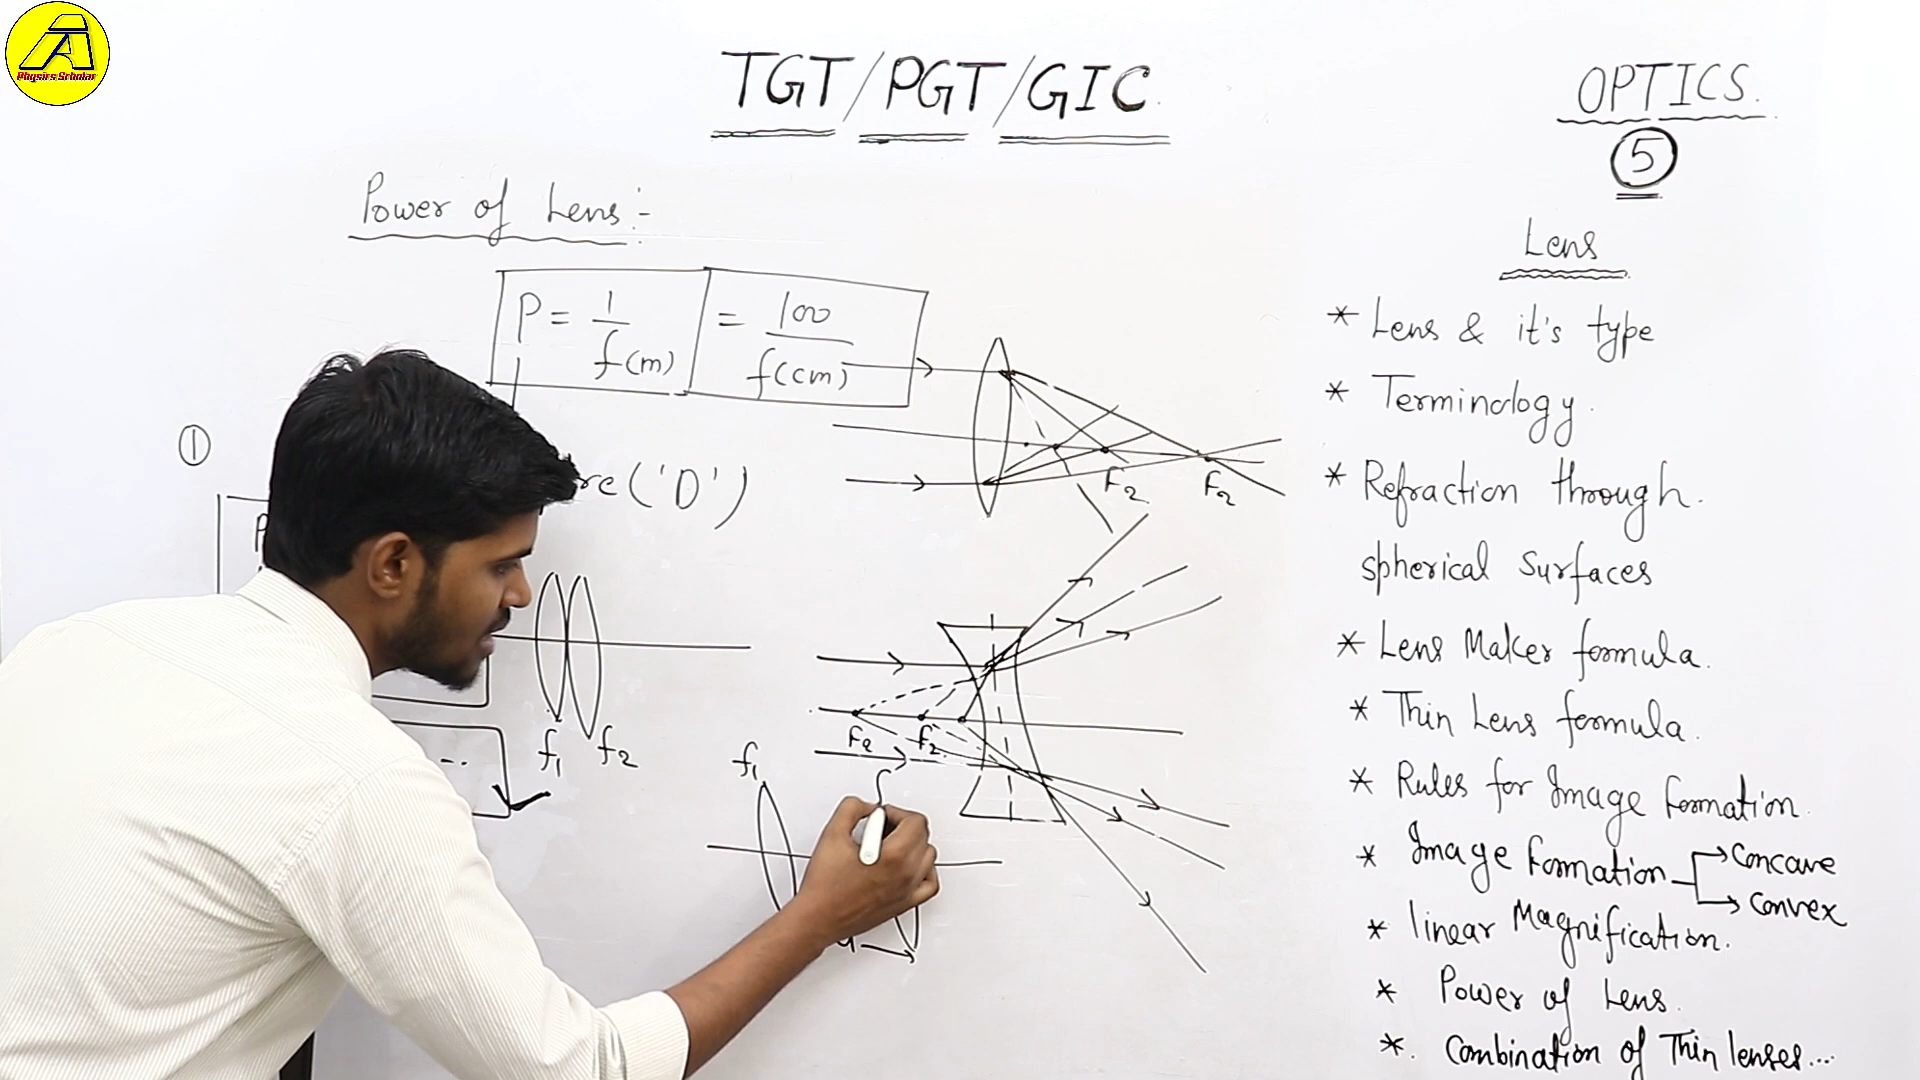 Physics Scholar
TGT/PGT/GIC
OPTICS.
5
Power of Lens:-
P = 1/f(m) = 100/f(cm)
①
('D')
F2 F2
f1 f2
F2 F2
f1
Lens
* Lens & it's type
* Terminology.
* Refraction through.
spherical surfaces
* Lens Maker formula.
* Thin Lens formula.
* Rules for Image Formation.
* Image Formation → Concave
→ Convex
* linear Magnification.
* Power of Lens.
*. Combination of Thin lenses...